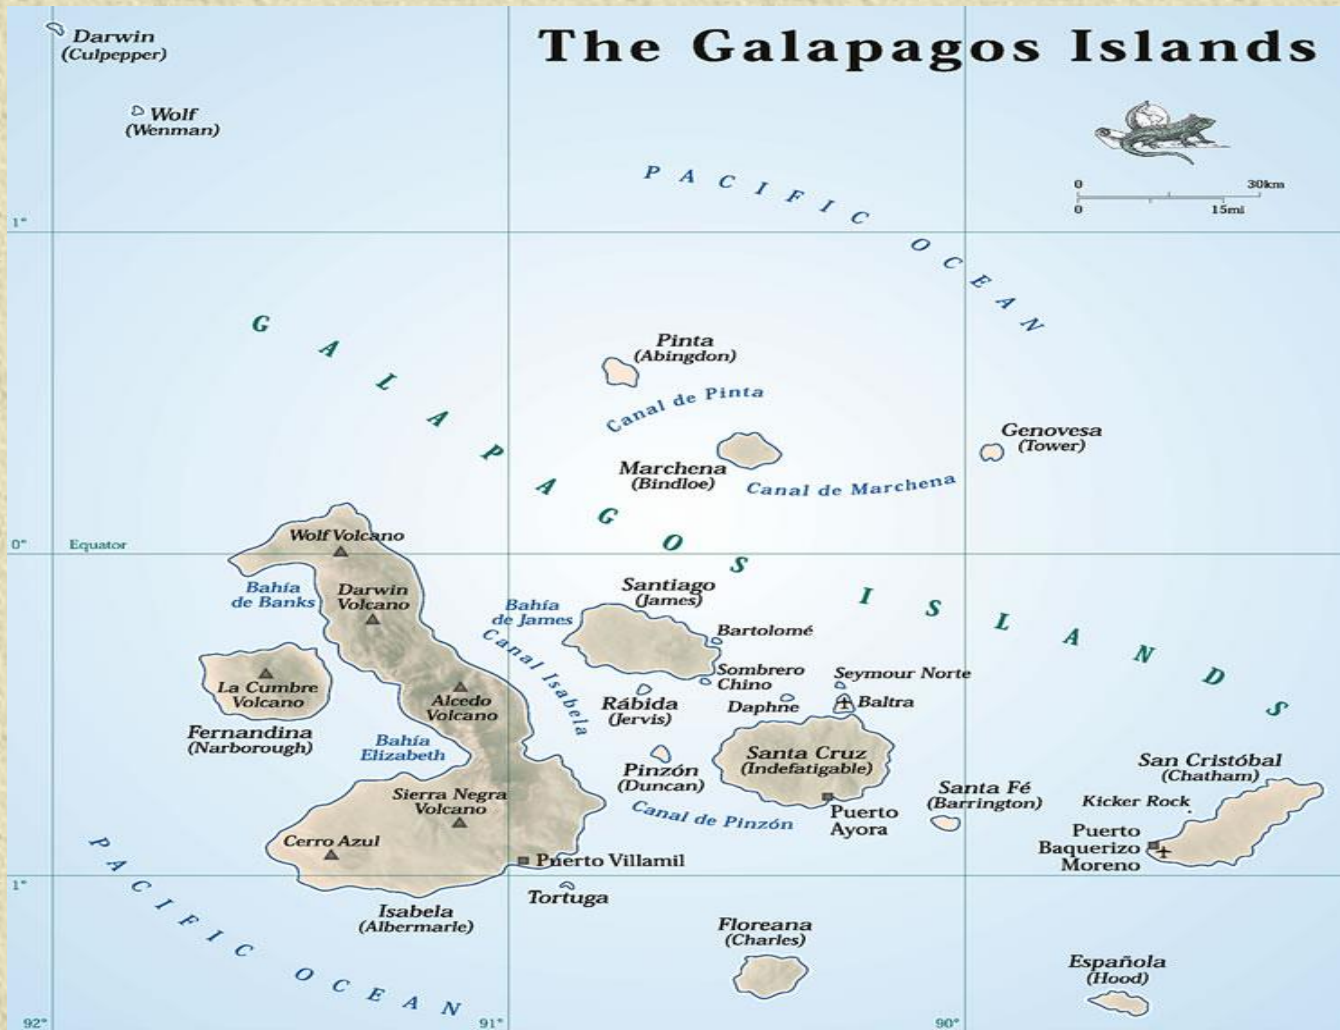 The Galapagos Islands
Darwin
(Culpepper)
Wolf
(Wenman)
0 30km
0 15mi
PACIFIC OCEAN
1°
GALAPAGOS ISLANDS
Pinta
(Abingdon)
Canal de Pinta
Genovesa
(Tower)
Marchena
(Bindloe)
Canal de Marchena
0° Equator
Wolf Volcano
Bahía
de Banks
Darwin
Volcano
Bahía
de James
Santiago
(James)
Bartolomé
Canal Isabela
Sombrero
Chino
Seymour Norte
La Cumbre
Volcano
Alcedo
Volcano
Rábida
(Jervis)
Daphne
Baltra
Fernandina
(Narborough)
Bahía
Elizabeth
Pinzón
(Duncan)
Santa Cruz
(Indefatigable)
San Cristóbal
(Chatham)
Sierra Negra
Volcano
Canal de Pinzón
Puerto
Ayora
Santa Fé
(Barrington)
Kicker Rock
Cerro Azul
Puerto Villamil
Puerto
Baquerizo
Moreno
PACIFIC OCEAN
1°
Tortuga
Isabela
(Albermarle)
Floreana
(Charles)
Española
(Hood)
92° 91° 90°